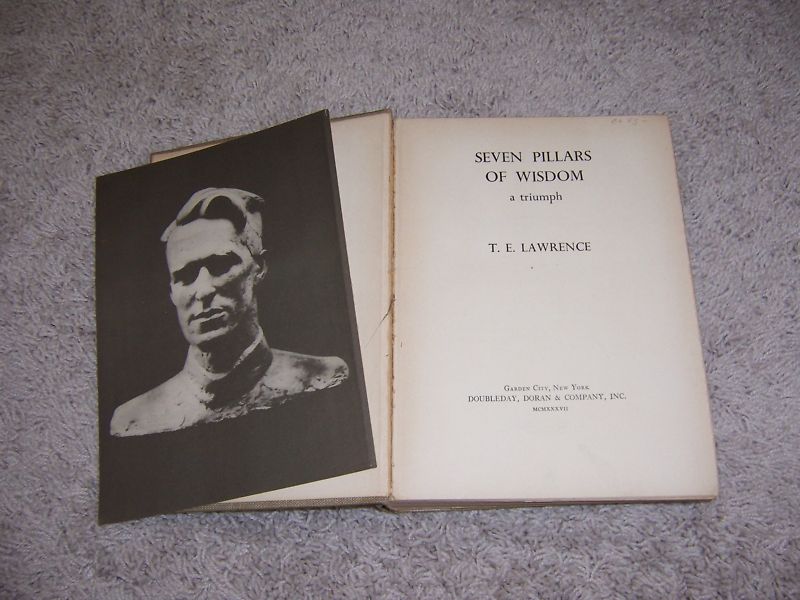 SEVEN PILLARS
OF WISDOM
a triumph
T. E. LAWRENCE
Garden City, New York
DOUBLEDAY, DORAN & COMPANY, INC.
MCMXXXVII